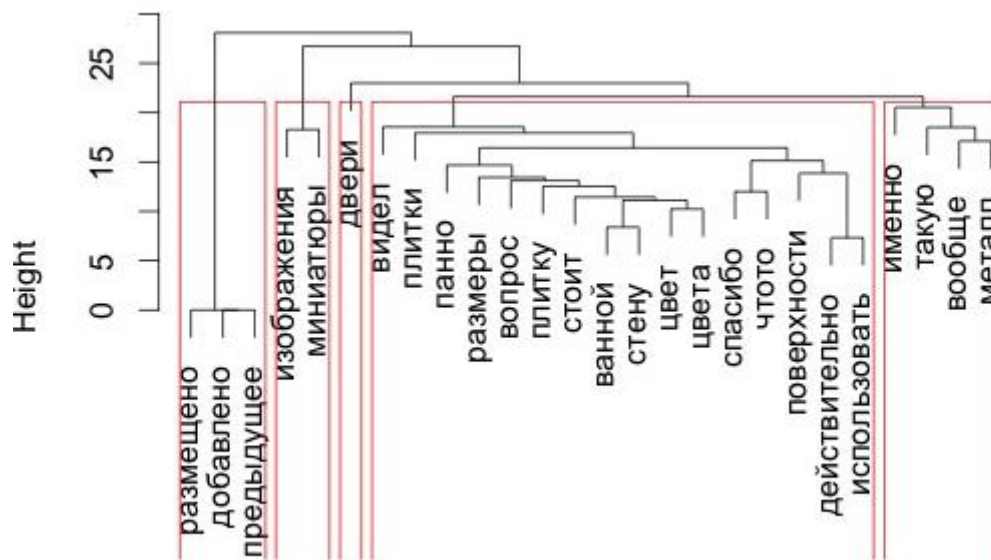 Height
0
5
15
25
размещено
добавлено
предыдущее
изображения
миниатюры
двери
видел
плитки
панно
размеры
вопрос
плитку
стоит
ванной
стену
цвет
цвета
спасибо
чтото
поверхности
действительно
использовать
именно
такую
вообще
металл